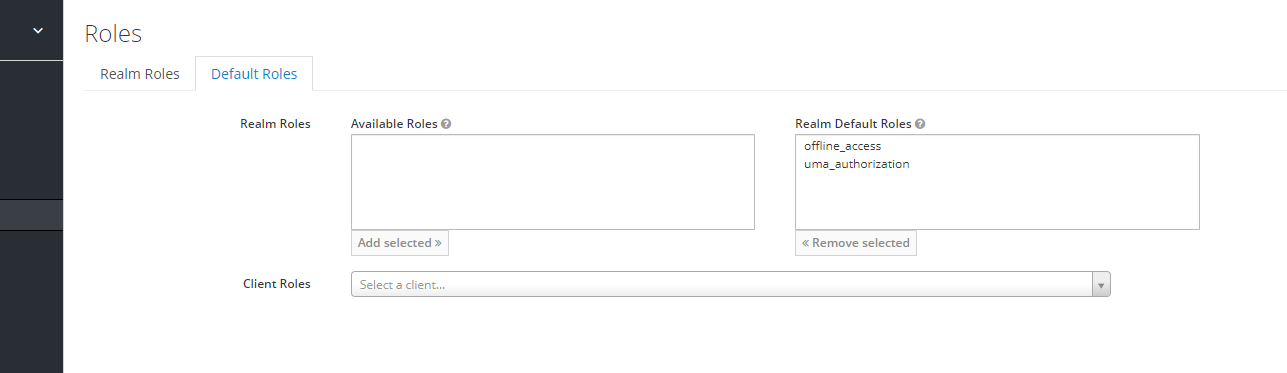 Roles
Realm Roles
Default Roles
Realm Roles
Available Roles
Realm Default Roles
offline_access
uma_authorization
Add selected »
« Remove selected
Client Roles
Select a client...